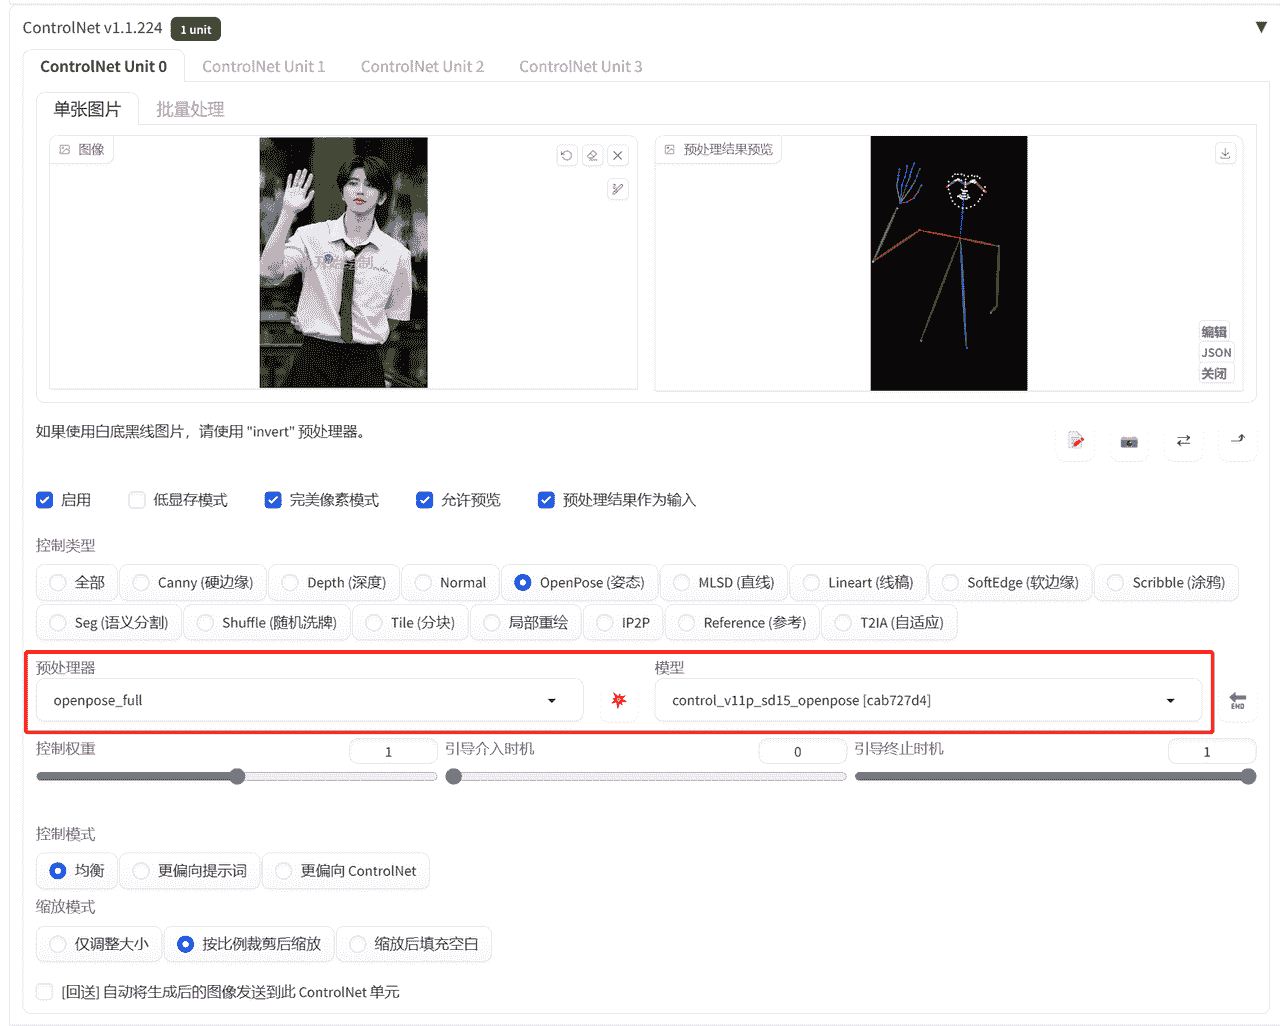 ControlNet v1.1.224 1 unit ▼
ControlNet Unit 0 ControlNet Unit 1 ControlNet Unit 2 ControlNet Unit 3
单张图片 批量处理
图像
预处理结果预览
编辑
JSON
关闭
如果使用白底黑线图片，请使用 "invert" 预处理器。
启用 低显存模式 完美像素模式 允许预览 预处理结果作为输入
控制类型
全部 Canny (硬边缘) Depth (深度) Normal OpenPose (姿态) MLSD (直线) Lineart (线稿) SoftEdge (软边缘) Scribble (涂鸦)
Seg (语义分割) Shuffle (随机洗牌) Tile (分块) 局部重绘 IP2P Reference (参考) T2IA (自适应)
预处理器 模型
openpose_full control_v11p_sd15_openpose [cab727d4] END
控制权重 1 引导介入时机 0 引导终止时机 1
控制模式
均衡 更偏向提示词 更偏向 ControlNet
缩放模式
仅调整大小 按比例裁剪后缩放 缩放后填充空白
[回送] 自动将生成后的图像发送到此 ControlNet 单元